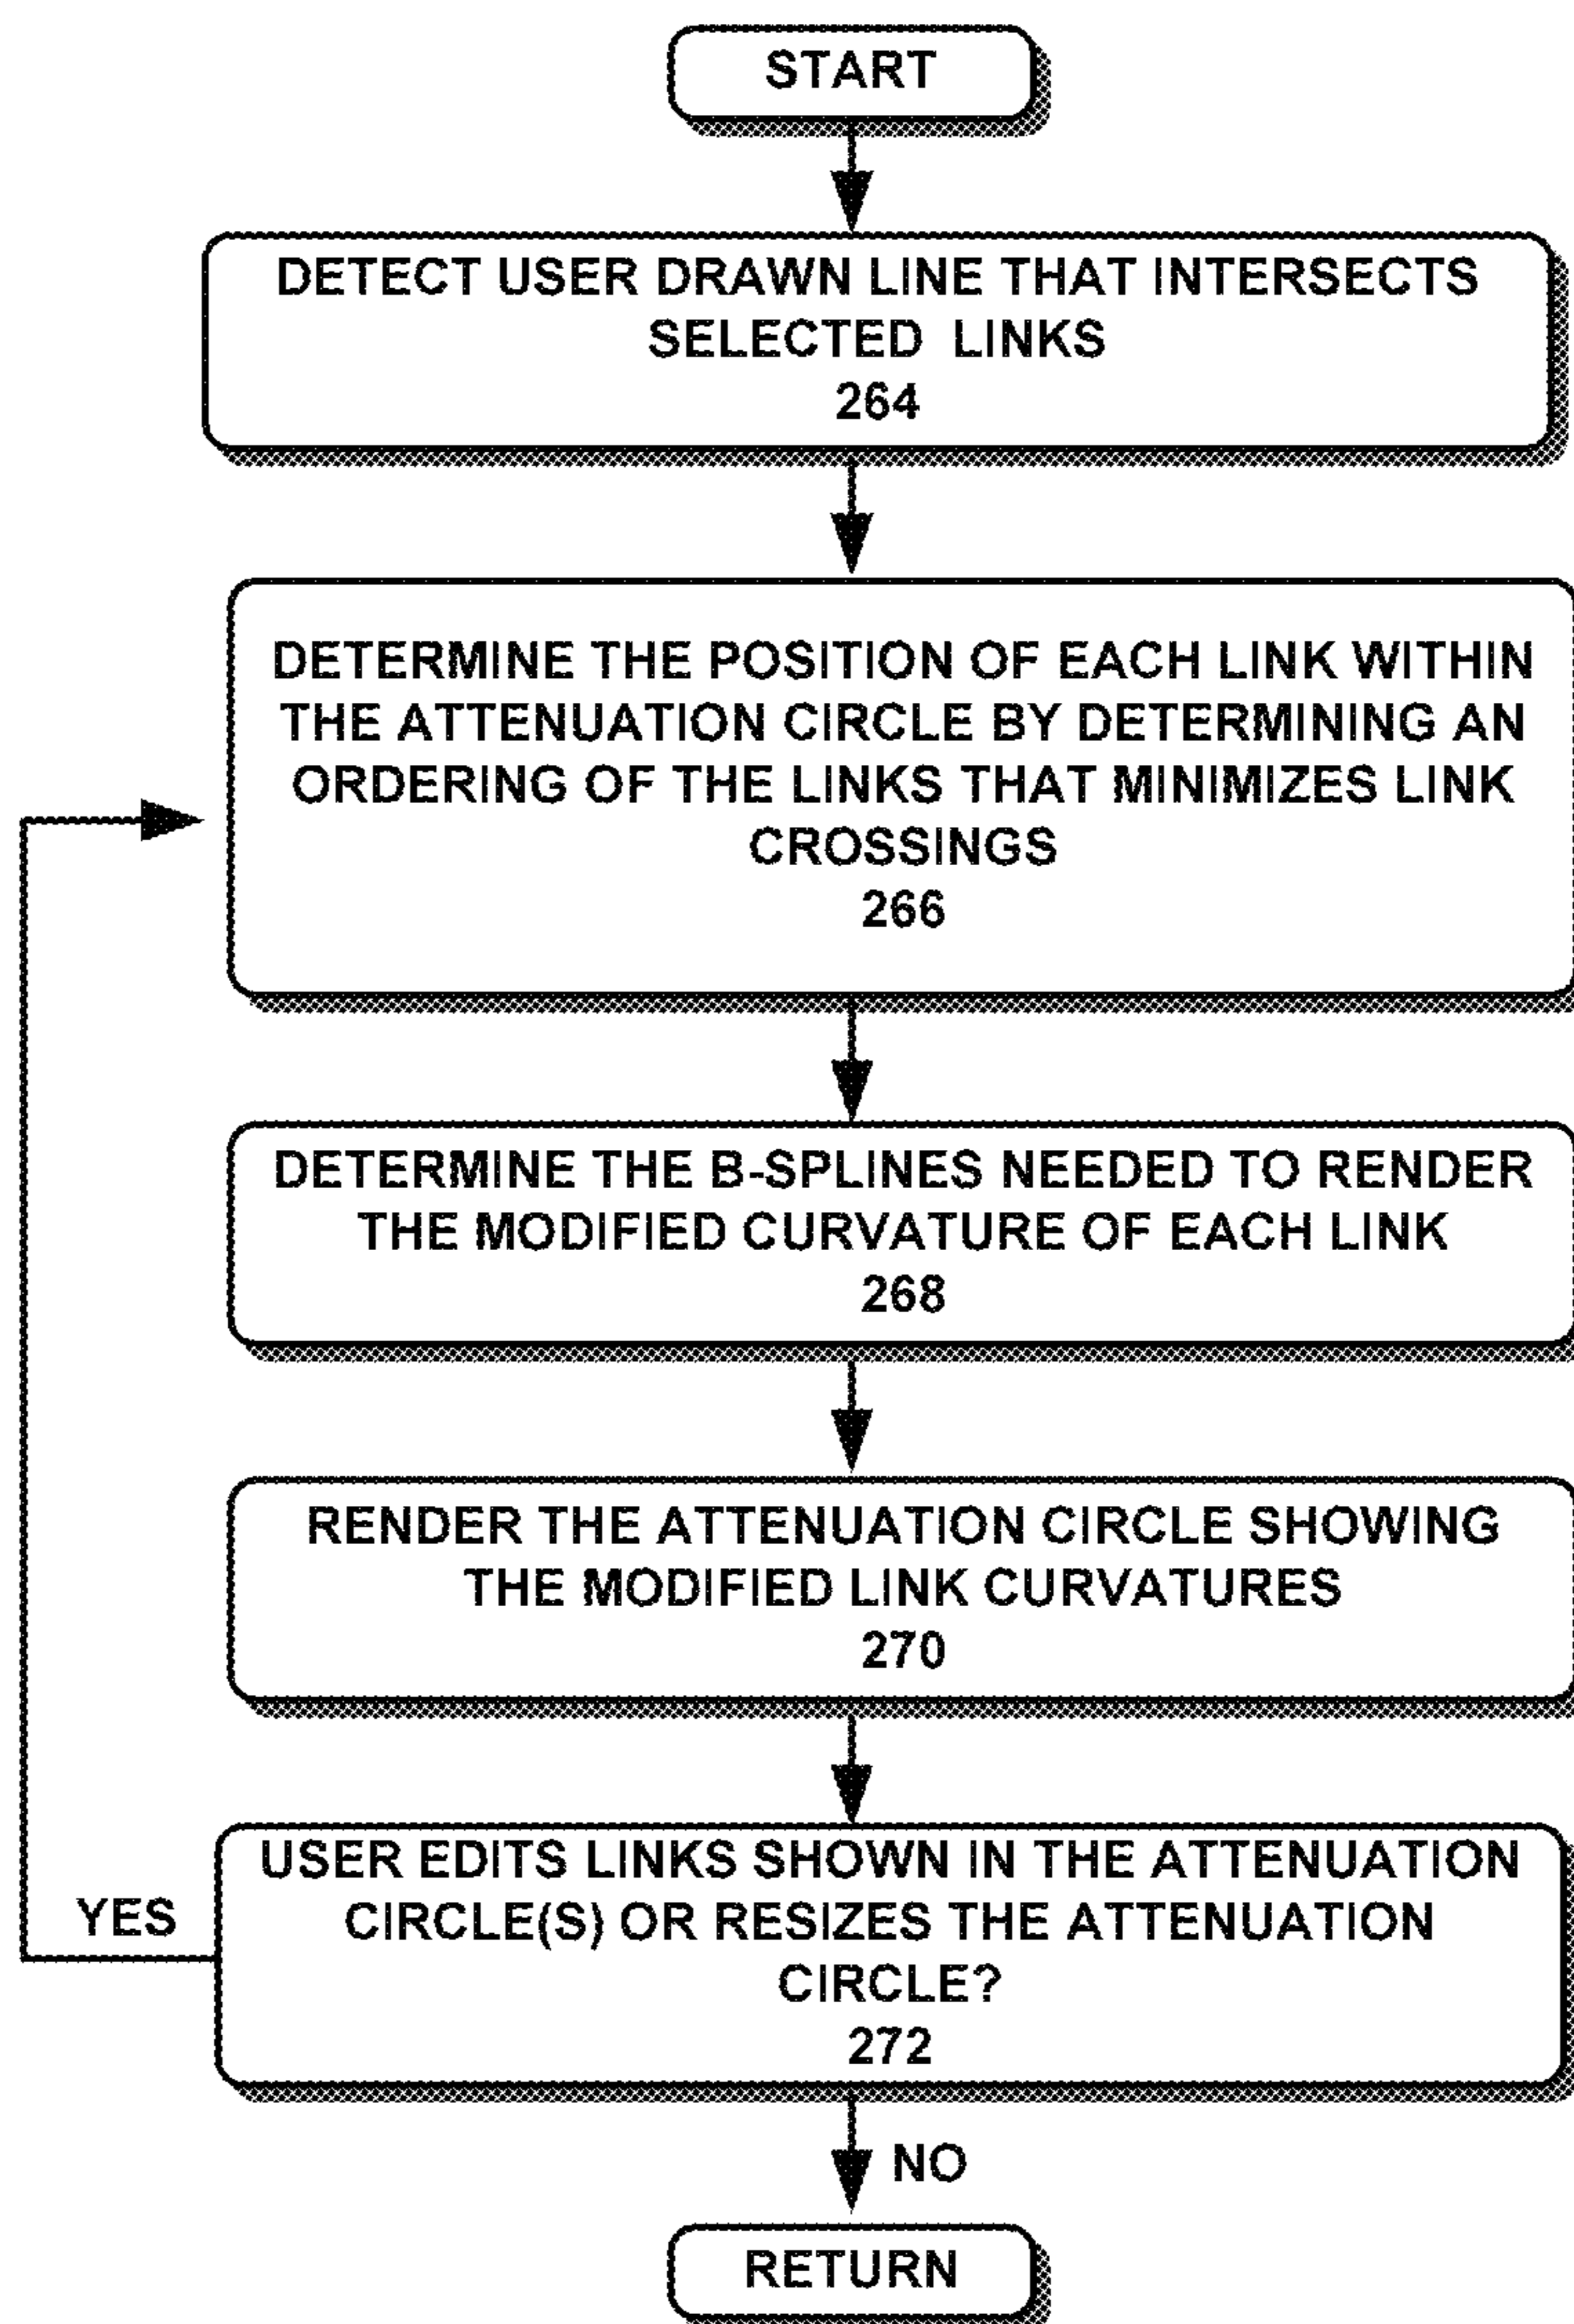 START
DETECT USER DRAWN LINE THAT INTERSECTS
SELECTED LINKS
264
DETERMINE THE POSITION OF EACH LINK WITHIN
THE ATTENUATION CIRCLE BY DETERMINING AN
ORDERING OF THE LINKS THAT MINIMIZES LINK
CROSSINGS
266
DETERMINE THE B-SPLINES NEEDED TO RENDER
THE MODIFIED CURVATURE OF EACH LINK
268
RENDER THE ATTENUATION CIRCLE SHOWING
THE MODIFIED LINK CURVATURES
270
USER EDITS LINKS SHOWN IN THE ATTENUATION
CIRCLE(S) OR RESIZES THE ATTENUATION
CIRCLE?
272
YES
NO
RETURN